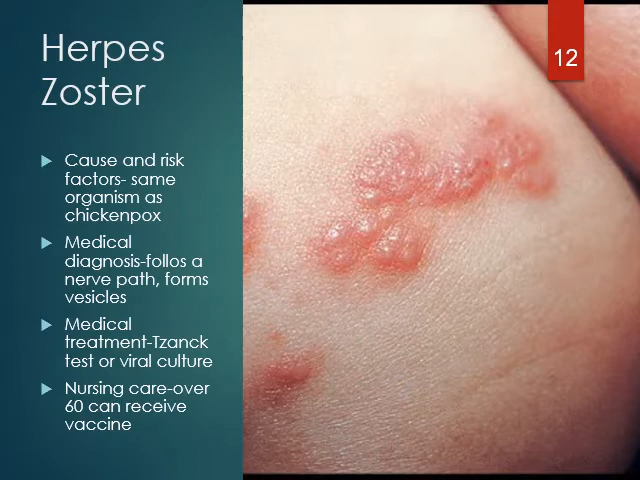 Herpes
Zoster
12
Cause and risk
factors- same
organism as
chickenpox
Medical
diagnosis-follos a
nerve path, forms
vesicles
Medical
treatment-Tzanck
test or viral culture
Nursing care-over
60 can receive
vaccine